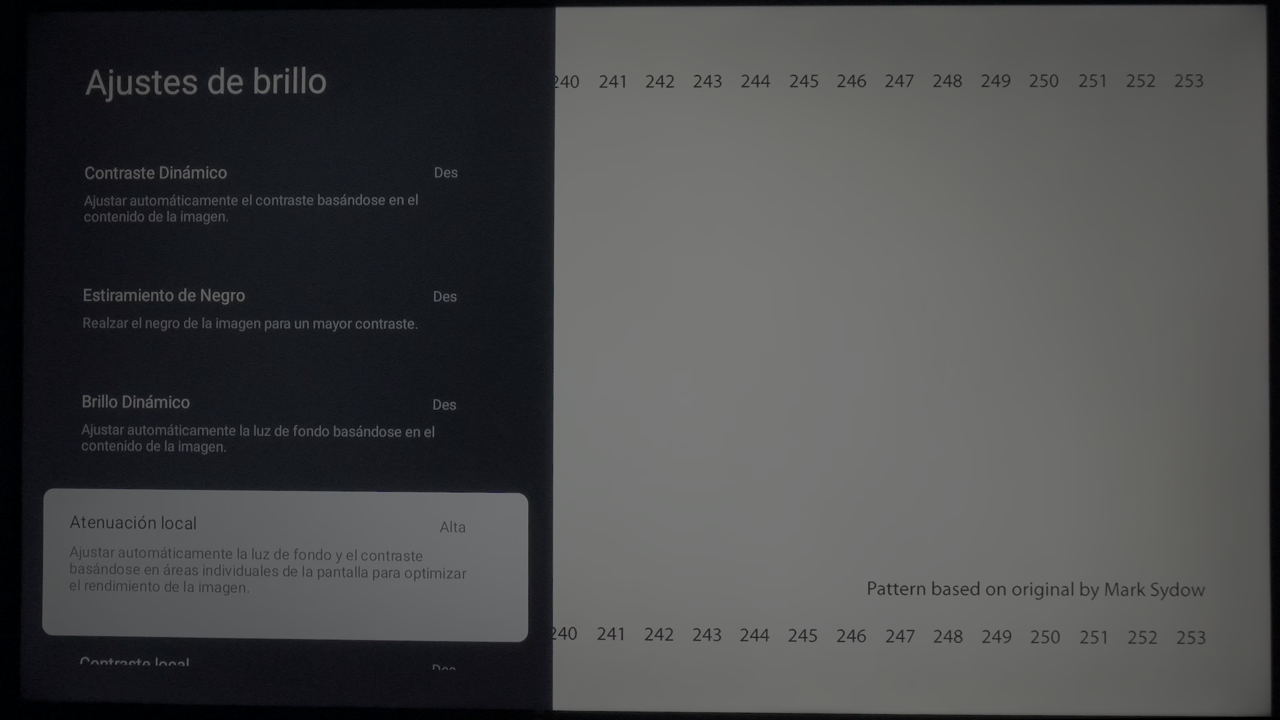 Ajustes de brillo
240 241 242 243 244 245 246 247 248 249 250 251 252 253
Contraste Dinámico Des
Ajustar automáticamente el contraste basándose en el
contenido de la imagen.
Estiramiento de Negro Des
Realzar el negro de la imagen para un mayor contraste.
Brillo Dinámico Des
Ajustar automáticamente la luz de fondo basándose en el
contenido de la imagen.
Atenuación local Alta
Ajustar automáticamente la luz de fondo y el contraste
basándose en áreas individuales de la pantalla para optimizar
el rendimiento de la imagen.
Contraste local Des
Pattern based on original by Mark Sydow
240 241 242 243 244 245 246 247 248 249 250 251 252 253